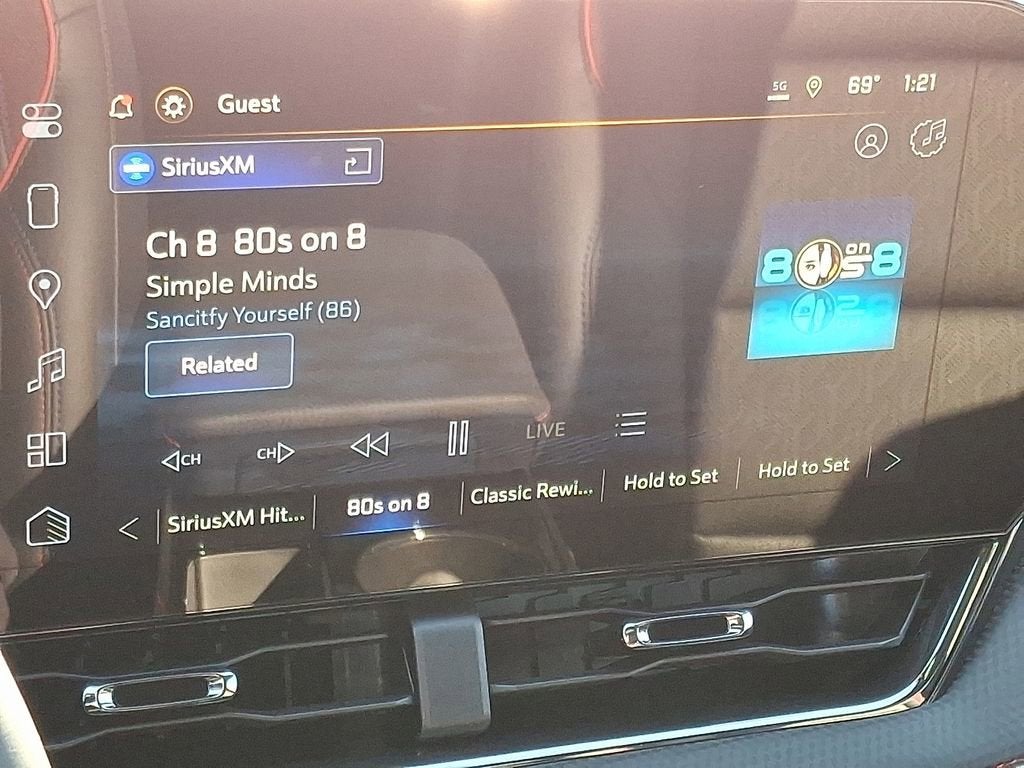 Guest
5G 69° 1:21
SiriusXM
Ch 8 80s on 8
Simple Minds
Sancitfy Yourself (86)
Related
8 on 8
CH CH LIVE
SiriusXM Hit... 80s on 8 Classic Rewi... Hold to Set Hold to Set